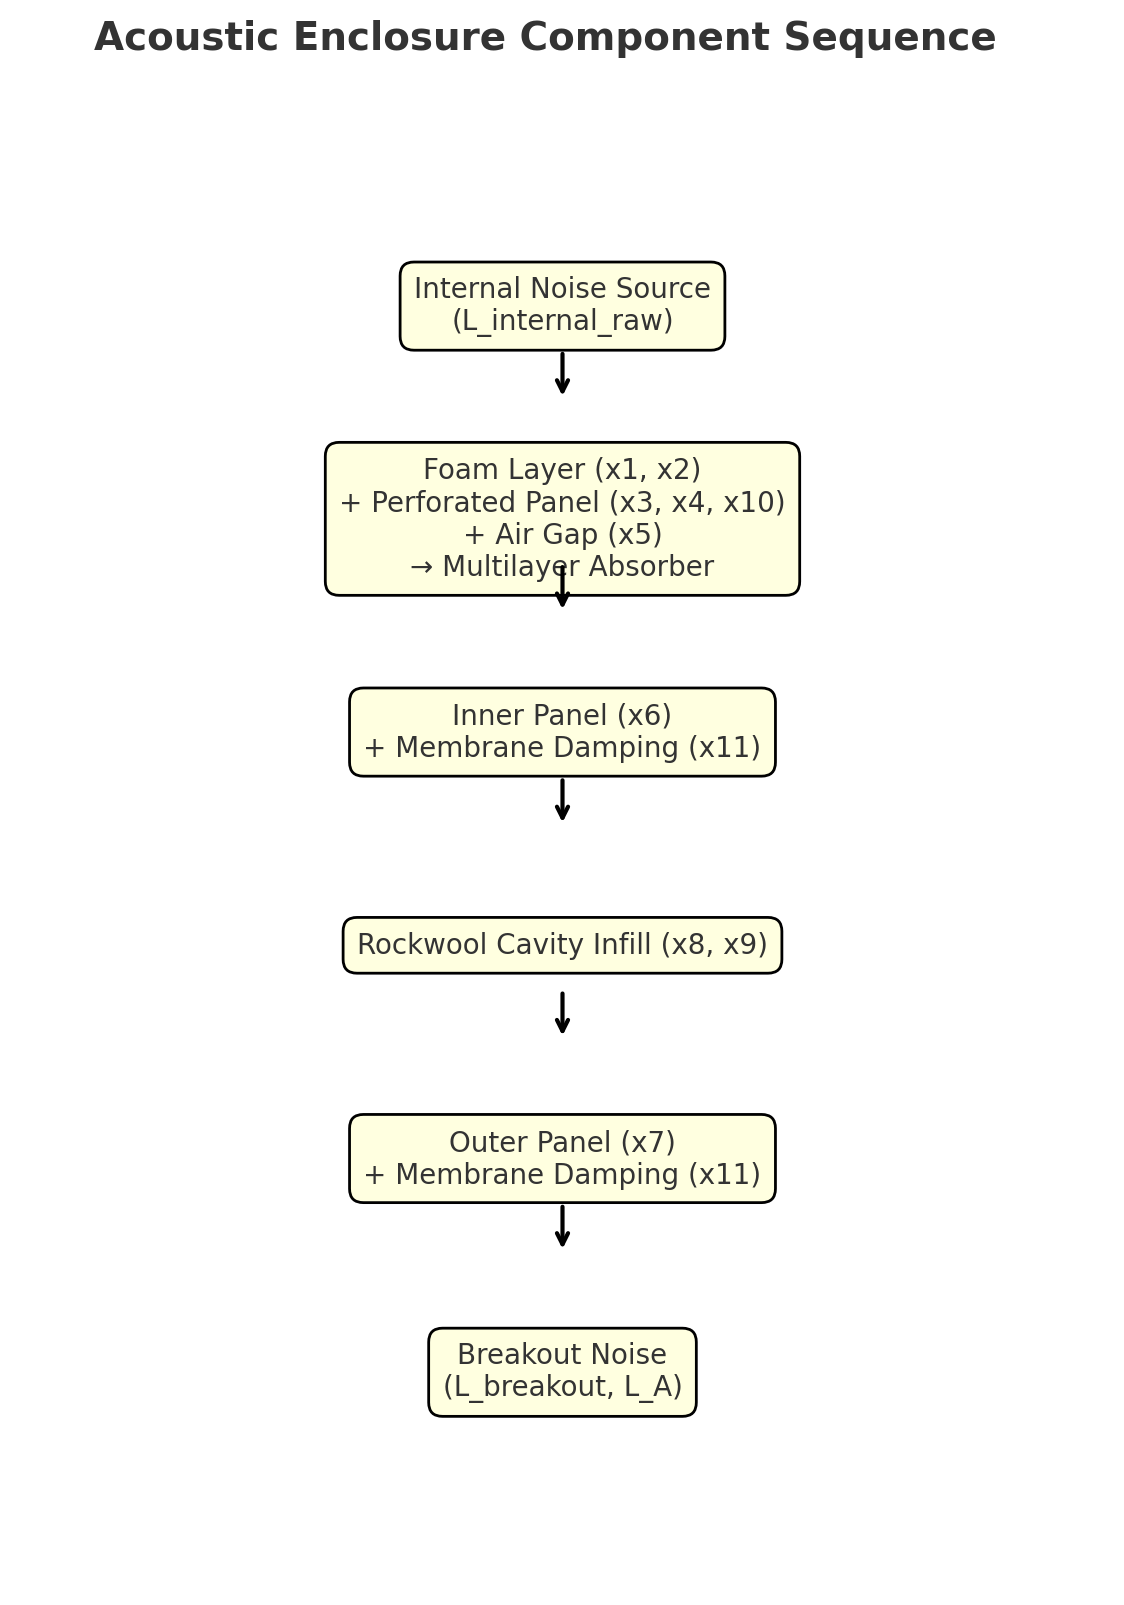 Acoustic Enclosure Component Sequence
Internal Noise Source
(L_internal_raw)
Foam Layer (x1, x2)
+ Perforated Panel (x3, x4, x10)
+ Air Gap (x5)
→ Multilayer Absorber
Inner Panel (x6)
+ Membrane Damping (x11)
Rockwool Cavity Infill (x8, x9)
Outer Panel (x7)
+ Membrane Damping (x11)
Breakout Noise
(L_breakout, L_A)